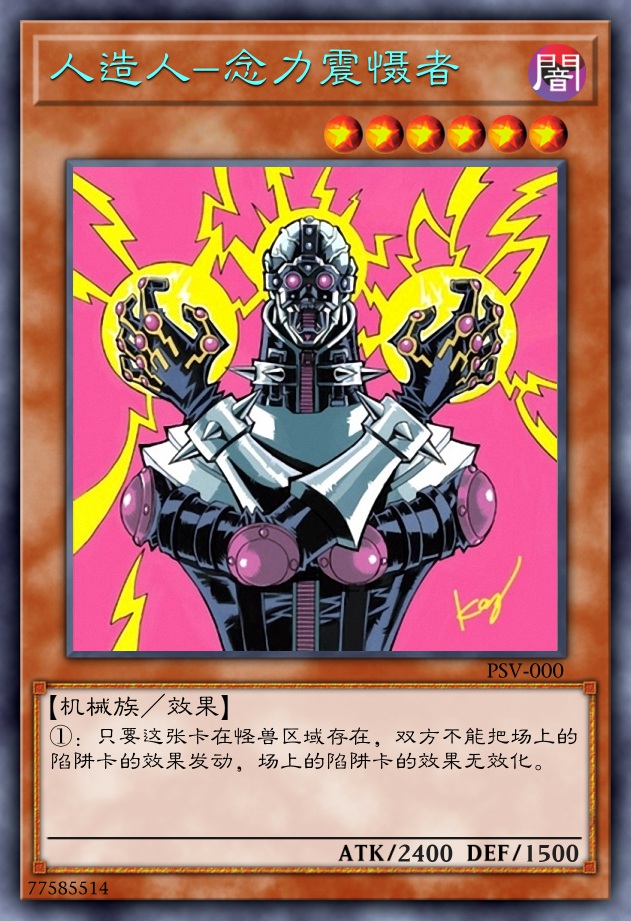 人造人-念力震慑者
闇
PSV-000
【机械族／效果】
①：只要这张卡在怪兽区域存在，双方不能把场上的
陷阱卡的效果发动，场上的陷阱卡的效果无效化。
ATK/2400 DEF/1500
77585514